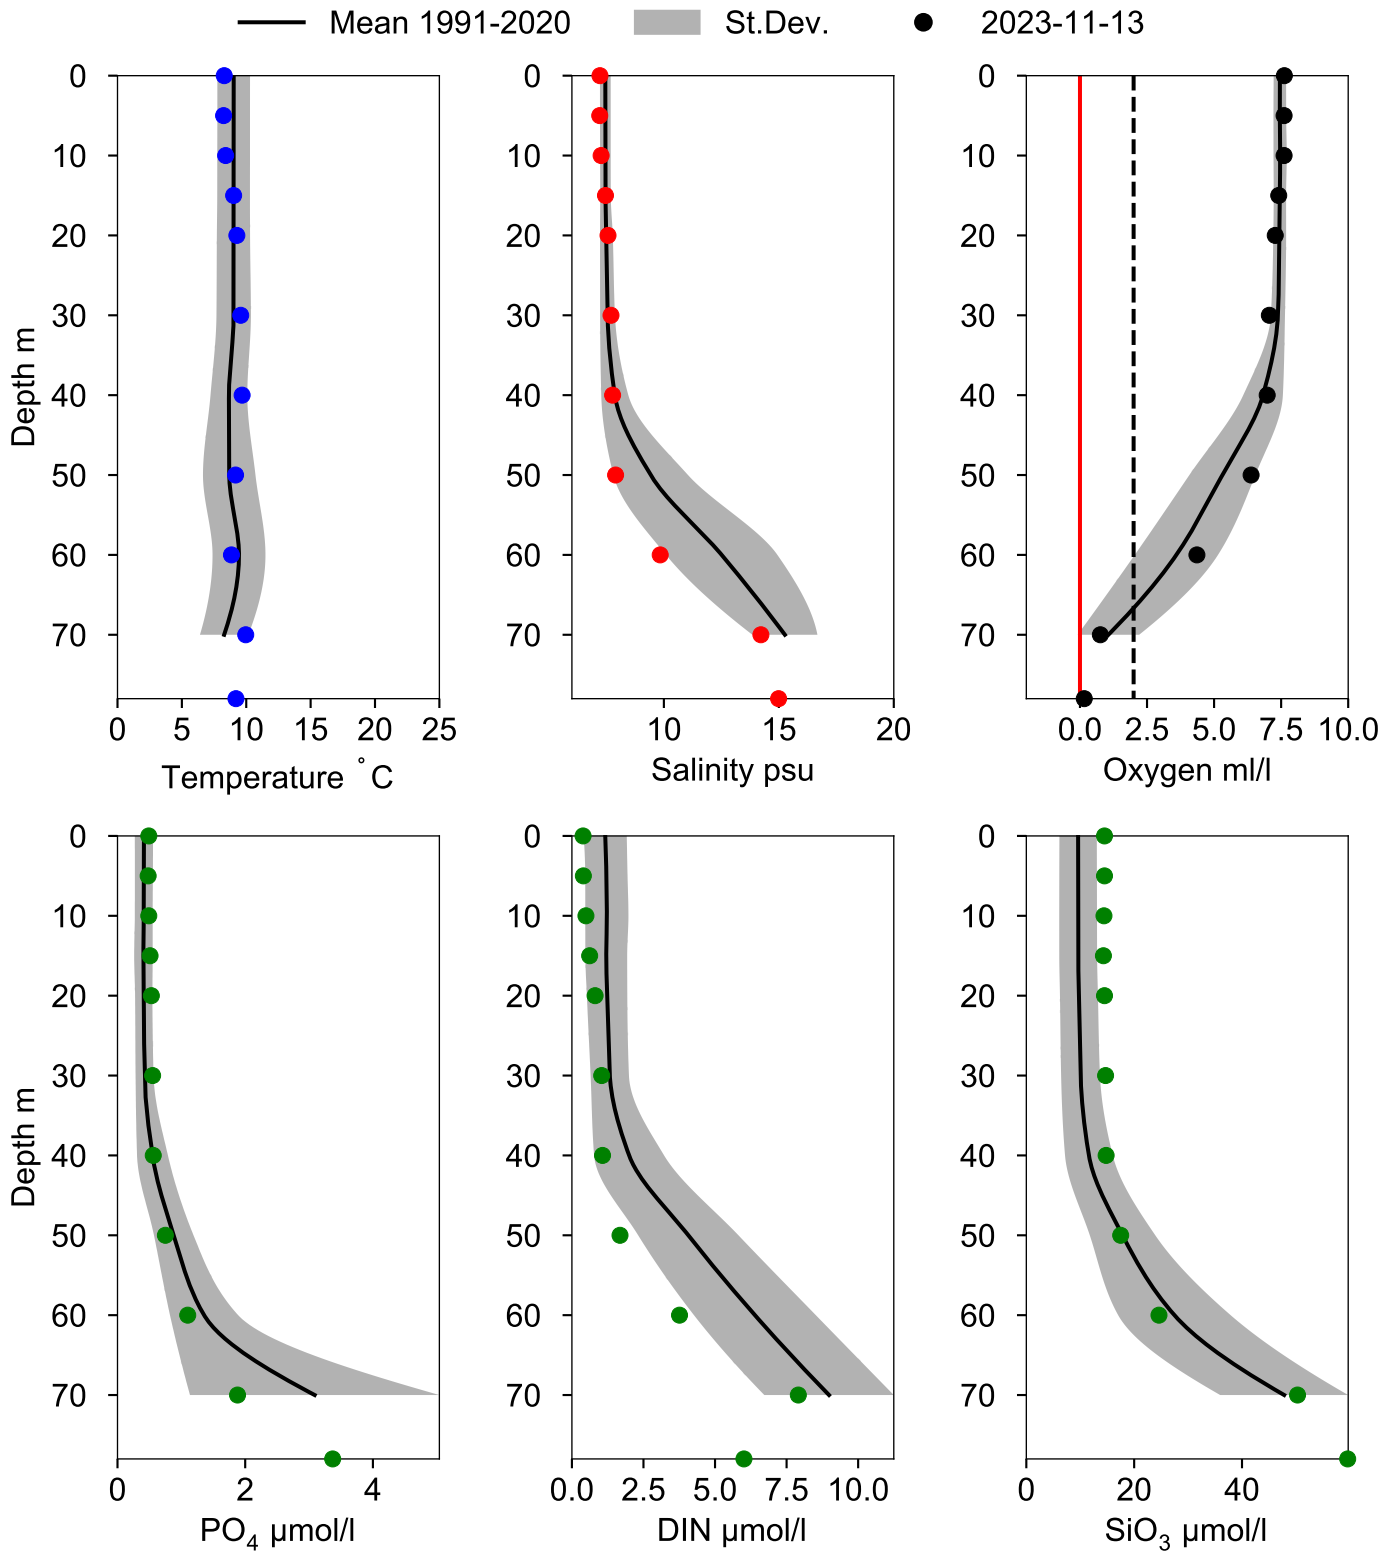 Mean 1991-2020 St.Dev. 2023-11-13
0 0 0
10 10 10
20 20 20
30 30 30
40 40 40
50 50 50
60 60 60
70 70 70
Depth m
0 5 10 15 20 25 10 15 20 0.0 2.5 5.0 7.5 10.0
Temperature °C Salinity psu Oxygen ml/l
0 0 0
10 10 10
20 20 20
30 30 30
40 40 40
50 50 50
60 60 60
70 70 70
Depth m
0 2 4 0.0 2.5 5.0 7.5 10.0 0 20 40
PO4 µmol/l DIN µmol/l SiO3 µmol/l